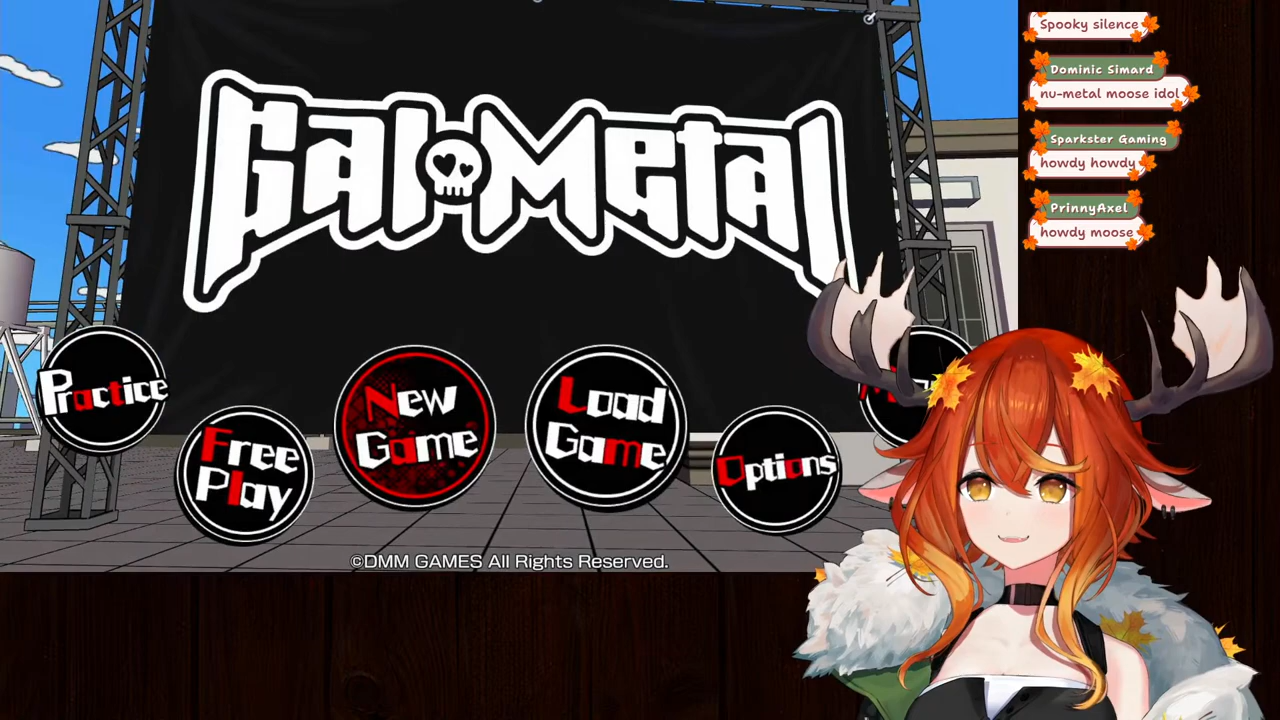 Gal Metal
Practice
Free
Play
New
Game
Load
Game
Options
©DMM GAMES All Rights Reserved.
Spooky silence
Dominic Simard
nu-metal moose idol
Sparkster Gaming
howdy howdy
PrinnyAxel
howdy moose